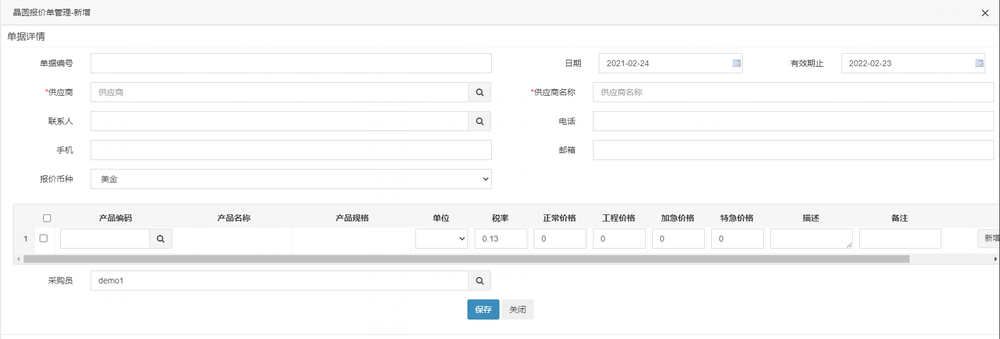 晶圆报价单管理-新增
单据详情
单据编号 日期 2021-02-24 有效期止 2022-02-23
*供应商 供应商 *供应商名称 供应商名称
联系人 电话
手机 邮箱
报价币种 美金
产品编码 产品名称 产品规格 单位 税率 正常价格 工程价格 加急价格 特急价格 描述 备注
1 0.13 0 0 0 0 新增
采购员 demo1
保存 关闭